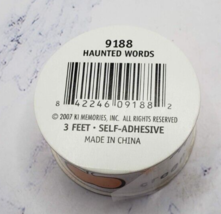 9188
HAUNTED WORDS
8 42246 09188 2
© 2007 KI MEMORIES, INC. ALL RIGHTS RESERVED
3 FEET • SELF-ADHESIVE
MADE IN CHINA